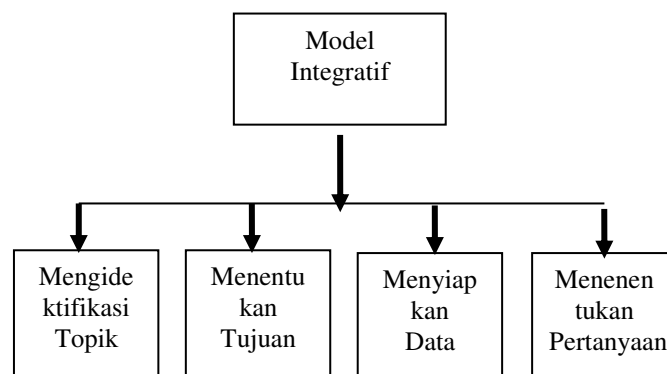 Model
Integratif
Mengide
ktifikasi
Topik
Menentu
kan
Tujuan
Menyiap
kan
Data
Menenen
tukan
Pertanyaan